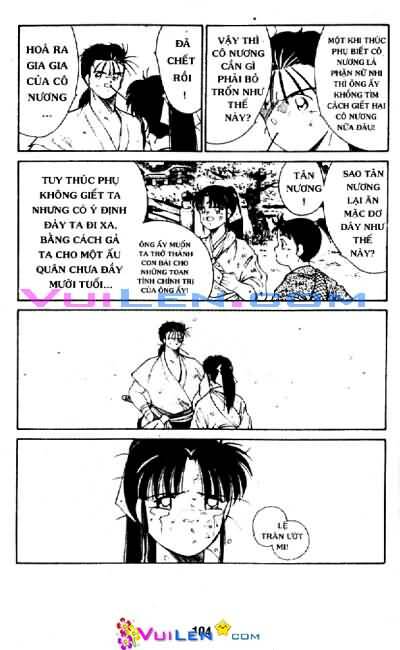 HOÁ RA
GIA GIA
CỦA CÔ
NƯƠNG
...
ĐÃ
CHẾT
RỒI!
VẬY THÌ
CÔ NƯƠNG
CẦN GÌ
PHẢI BỎ
TRỐN NHƯ
THẾ
NÀY?
MỘT KHI THÚC
PHỤ BIẾT CÔ
NƯƠNG LÀ
PHẬN NỮ NHI
THÌ ÔNG ẤY
KHÔNG TÌM
CÁCH GIẾT HẠI
CÔ NƯƠNG
NỮA ĐÂU!
TUY THÚC PHỤ
KHÔNG GIẾT TA
NHƯNG CÓ Ý ĐỊNH
ĐÀY TA ĐI XA,
BẰNG CÁCH GẢ
TA CHO MỘT ẤU
QUÂN CHƯA ĐẦY
MƯỜI TUỔI...
ÔNG ẤY MUỐN
TA TRỞ THÀNH
CON BÀI CHO
NHỮNG TOAN
TÍNH CHÍNH TRỊ
CỦA ÔNG ẤY!
TÂN
NƯƠNG
!
SAO TÂN
NƯƠNG
LẠI ĂN
MẶC DƠ
DÁY NHƯ
THẾ
NÀY?
VUILEN.COM
LỆ
TRÀN ƯỚT
MI!
104
VUILEN.COM